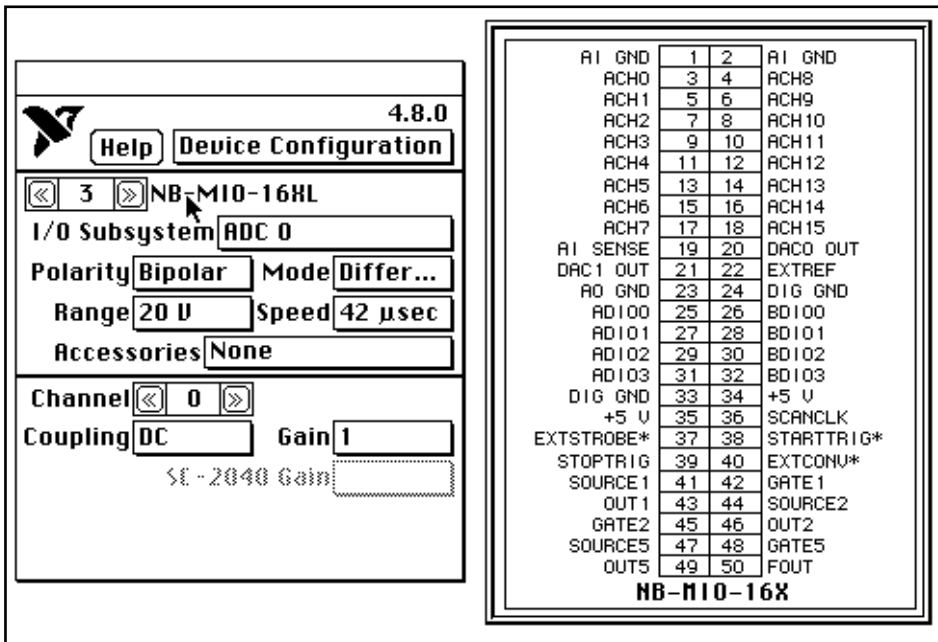 4.8.0
Help Device Configuration
« 3 » NB-MIO-16XL
I/O Subsystem ADC 0
Polarity Bipolar Mode Differ...
Range 20 V Speed 42 µsec
Accessories None
Channel « 0 »
Coupling DC Gain 1
SC-2040 Gain
AI GND 1 2 AI GND
ACH0 3 4 ACH8
ACH1 5 6 ACH9
ACH2 7 8 ACH10
ACH3 9 10 ACH11
ACH4 11 12 ACH12
ACH5 13 14 ACH13
ACH6 15 16 ACH14
ACH7 17 18 ACH15
AI SENSE 19 20 DAC0 OUT
DAC1 OUT 21 22 EXTREF
AO GND 23 24 DIG GND
ADIO0 25 26 BDIO0
ADIO1 27 28 BDIO1
ADIO2 29 30 BDIO2
ADIO3 31 32 BDIO3
DIG GND 33 34 +5 V
+5 V 35 36 SCANCLK
EXTSTROBE* 37 38 STARTTRIG*
STOPTRIG 39 40 EXTCONV*
SOURCE1 41 42 GATE1
OUT1 43 44 SOURCE2
GATE2 45 46 OUT2
SOURCE5 47 48 GATE5
OUT5 49 50 FOUT
NB-MIO-16X